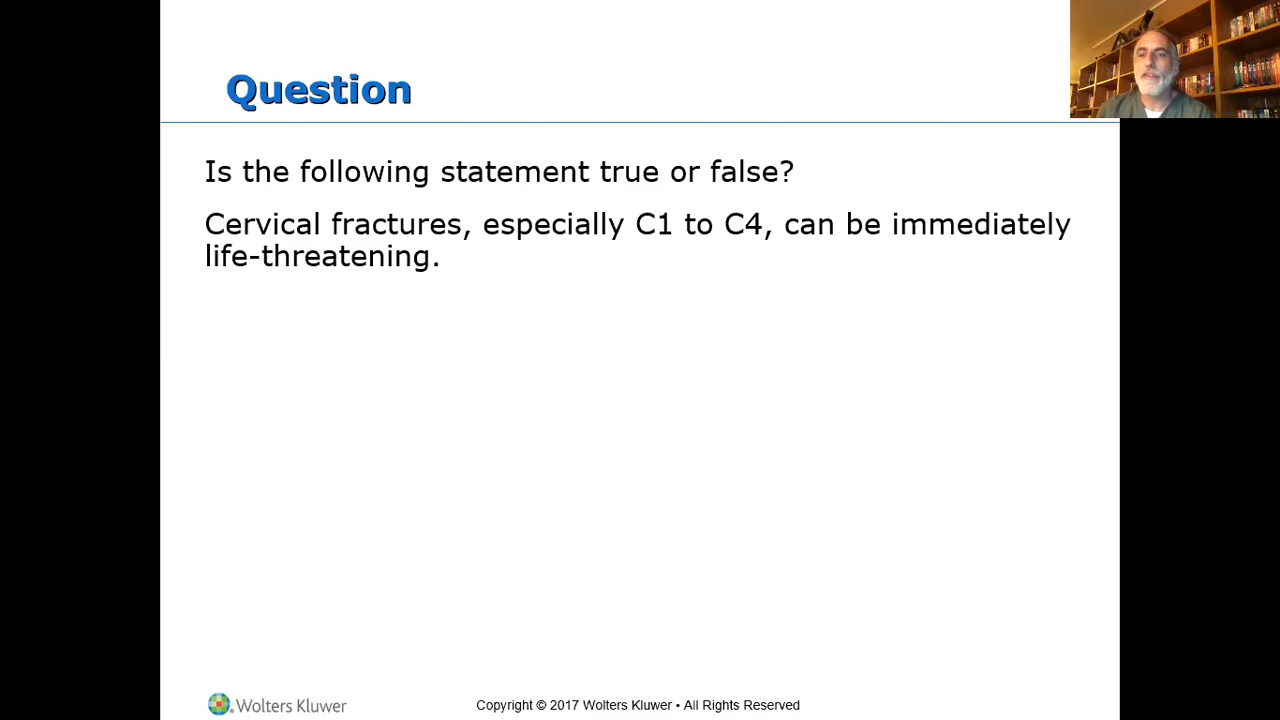 Question
Is the following statement true or false?
Cervical fractures, especially C1 to C4, can be immediately
life-threatening.
Wolters Kluwer
Copyright © 2017 Wolters Kluwer • All Rights Reserved